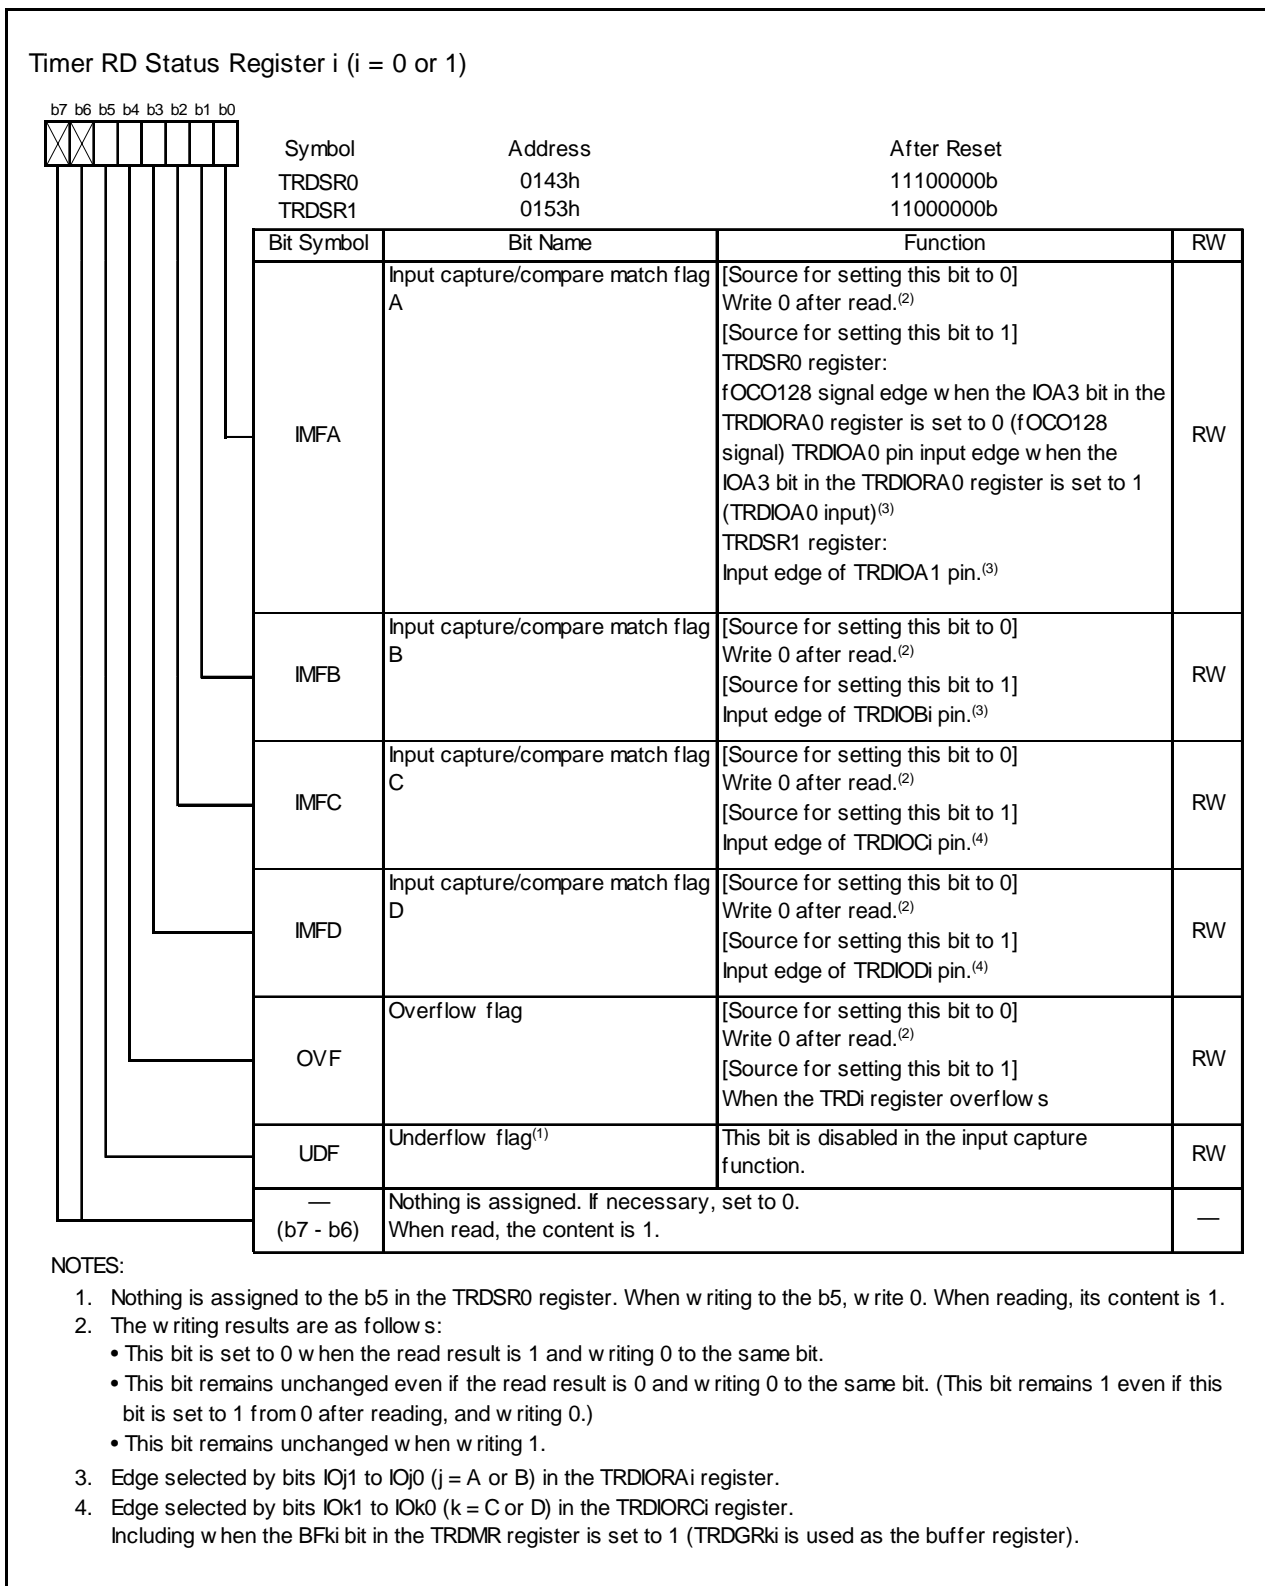 Timer RD Status Register i (i = 0 or 1)
b7 b6 b5 b4 b3 b2 b1 b0
Symbol Address After Reset
TRDSR0 0143h 11100000b
TRDSR1 0153h 11000000b
Bit Symbol Bit Name Function RW
IMFA
Input capture/compare match flag
A
[Source for setting this bit to 0]
Write 0 after read.(2)
[Source for setting this bit to 1]
TRDSR0 register:
fOCO128 signal edge when the IOA3 bit in the
TRDIORA0 register is set to 0 (fOCO128
signal) TRDIOA0 pin input edge when the
IOA3 bit in the TRDIORA0 register is set to 1
(TRDIOA0 input)(3)
TRDSR1 register:
Input edge of TRDIOA1 pin.(3)
RW
IMFB
Input capture/compare match flag
B
[Source for setting this bit to 0]
Write 0 after read.(2)
[Source for setting this bit to 1]
Input edge of TRDIOBi pin.(3)
RW
IMFC
Input capture/compare match flag
C
[Source for setting this bit to 0]
Write 0 after read.(2)
[Source for setting this bit to 1]
Input edge of TRDIOCi pin.(4)
RW
IMFD
Input capture/compare match flag
D
[Source for setting this bit to 0]
Write 0 after read.(2)
[Source for setting this bit to 1]
Input edge of TRDIODi pin.(4)
RW
OVF
Overflow flag
[Source for setting this bit to 0]
Write 0 after read.(2)
[Source for setting this bit to 1]
When the TRDi register overflows
RW
UDF
Underflow flag(1)
This bit is disabled in the input capture
function.
RW
—
(b7 - b6)
Nothing is assigned. If necessary, set to 0.
When read, the content is 1.
—
NOTES:
1. Nothing is assigned to the b5 in the TRDSR0 register. When writing to the b5, write 0. When reading, its content is 1.
2. The writing results are as follows:
• This bit is set to 0 when the read result is 1 and writing 0 to the same bit.
• This bit remains unchanged even if the read result is 0 and writing 0 to the same bit. (This bit remains 1 even if this
bit is set to 1 from 0 after reading, and writing 0.)
• This bit remains unchanged when writing 1.
3. Edge selected by bits IOj1 to IOj0 (j = A or B) in the TRDIORAi register.
4. Edge selected by bits IOk1 to IOk0 (k = C or D) in the TRDIORCi register.
Including when the BFki bit in the TRDMR register is set to 1 (TRDGRki is used as the buffer register).